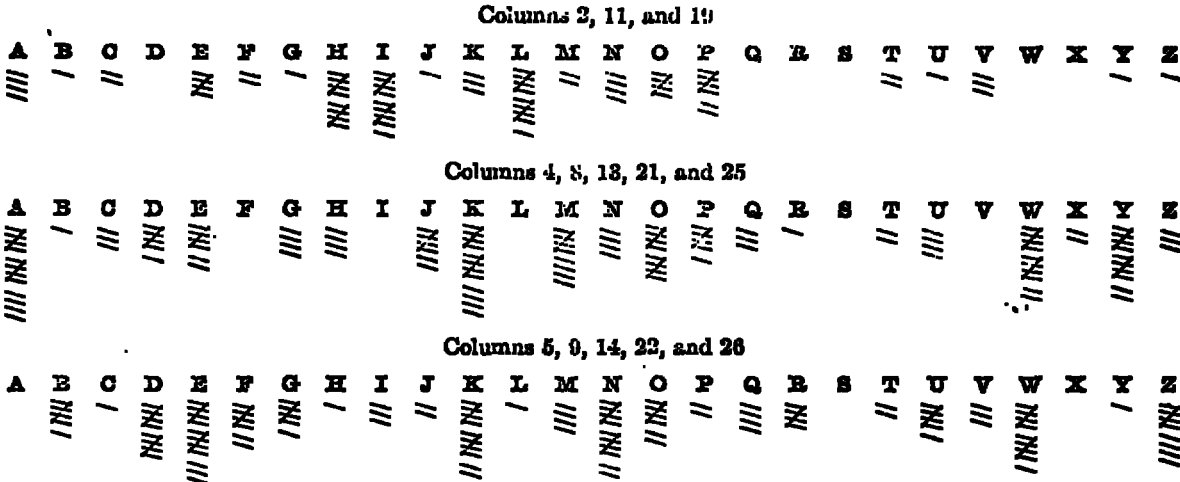 Columns 2, 11, and 19
A B C D E F G H I J K L M N O P Q R S T U V W X Y Z
Columns 4, 8, 13, 21, and 25
A B C D E F G H I J K L M N O P Q R S T U V W X Y Z
Columns 5, 9, 14, 22, and 26
A B C D E F G H I J K L M N O P Q R S T U V W X Y Z